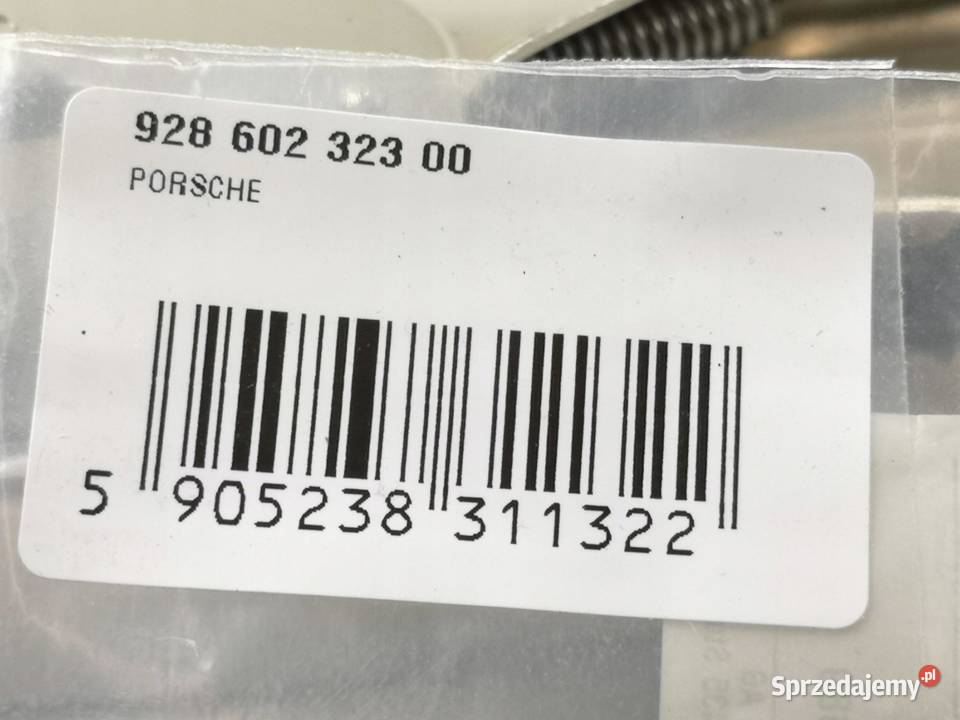 928 602 323 00
PORSCHE
5 905238 311322
Sprzedajemy.pl